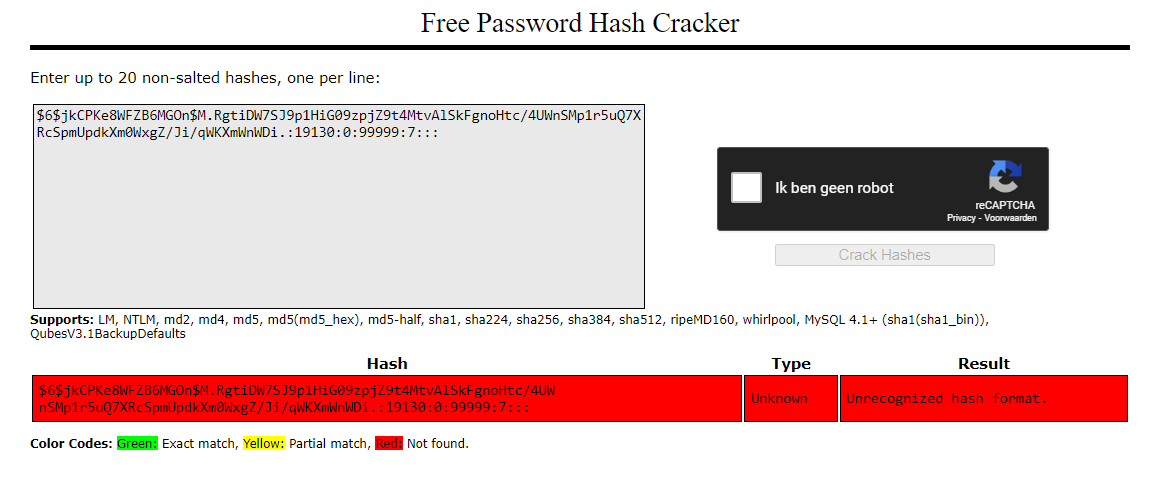 Free Password Hash Cracker
Enter up to 20 non-salted hashes, one per line:
$6$jkCPKe8WFZB6MGOn$M.RgtiDW7SJ9p1HiG09zpjZ9t4MtvAlSkFgnoHtc/4UWnSMp1r5uQ7X
RcSpmUpdkXm0WxgZ/Ji/qWKXmWnWDi.:19130:0:99999:7:::
Ik ben geen robot
reCAPTCHA
Privacy - Voorwaarden
Crack Hashes
Supports: LM, NTLM, md2, md4, md5, md5(md5_hex), md5-half, sha1, sha224, sha256, sha384, sha512, ripeMD160, whirlpool, MySQL 4.1+ (sha1(sha1_bin)),
QubesV3.1BackupDefaults
Hash Type Result
$6$jkCPKe8WFZB6MGOn$M.RgtiDW7SJ9p1HiG09zpjZ9t4MtvAlSkFgnoHtc/4UW
nSMp1r5uQ7XRcSpmUpdkXm0WxgZ/Ji/qWKXmWnWDi.:19130:0:99999:7:::
Unknown
Unrecognized hash format.
Color Codes: Green: Exact match, Yellow: Partial match, Red: Not found.